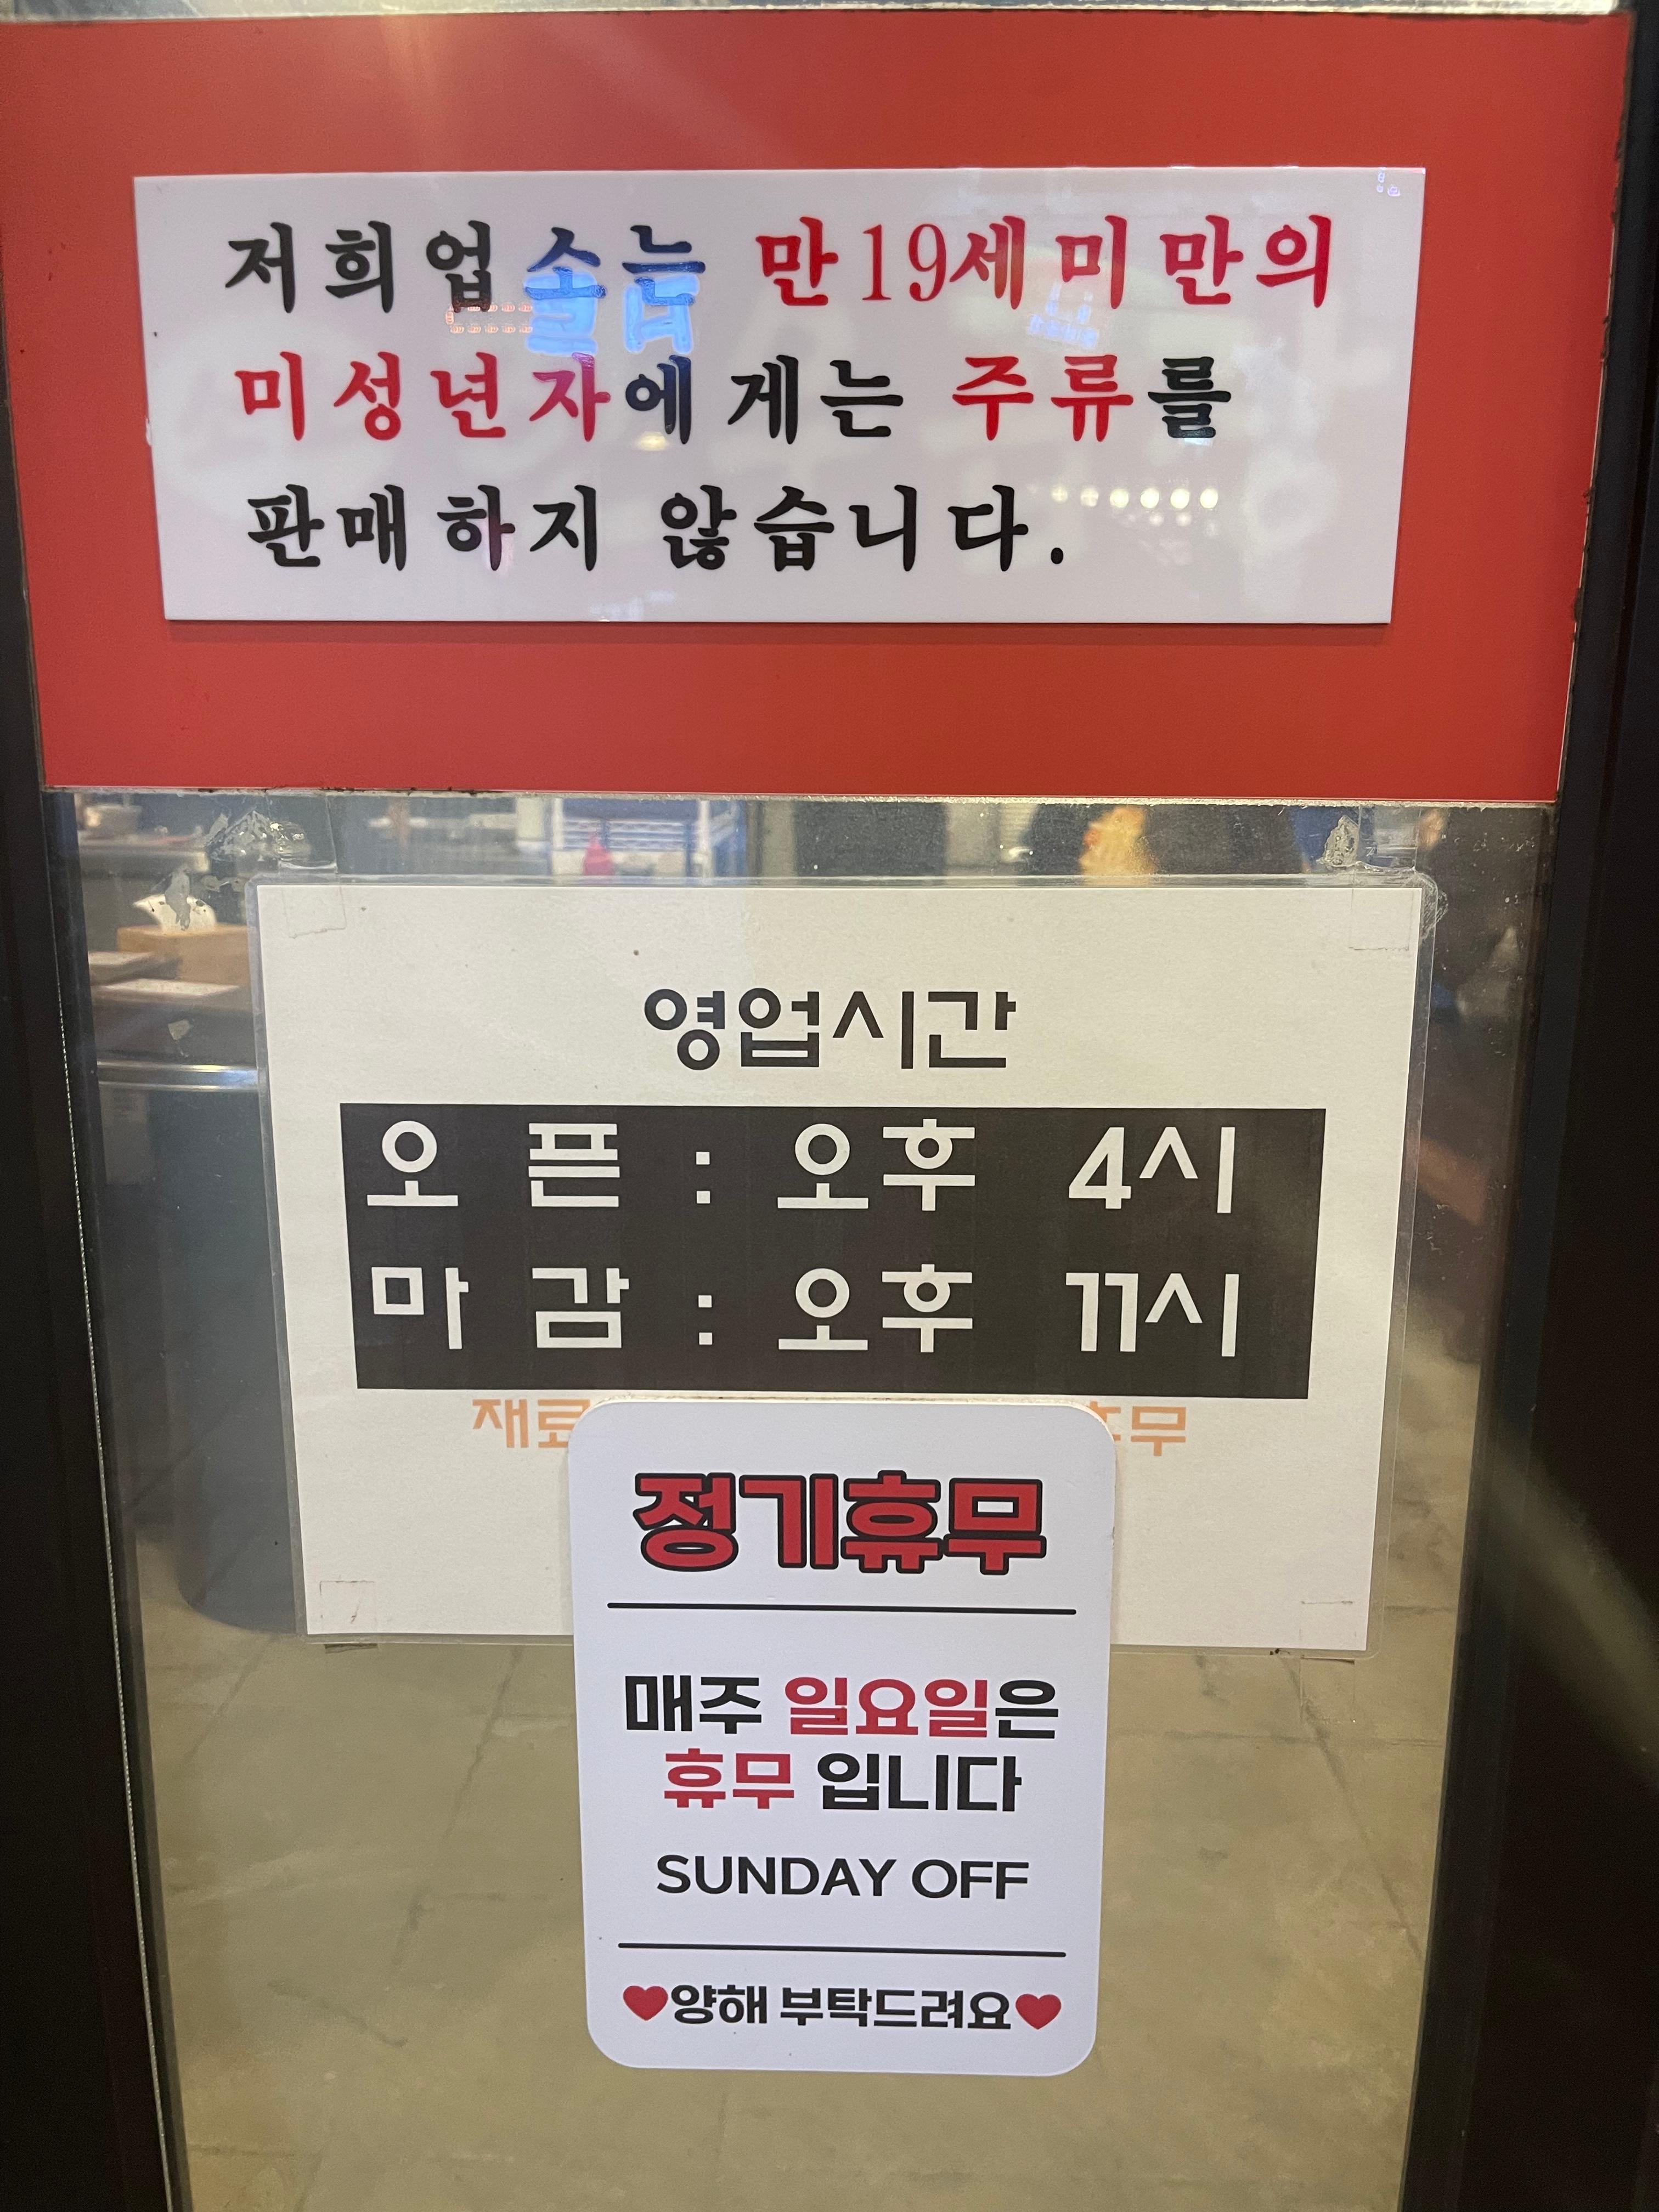 저희업소는 만19세미만의
미성년자에게는 주류를
판매하지 않습니다.
영업시간
오픈 : 오후 4시
마감 : 오후 11시
정기휴무
매주 일요일은
휴무 입니다
SUNDAY OFF
❤양해 부탁드려요❤